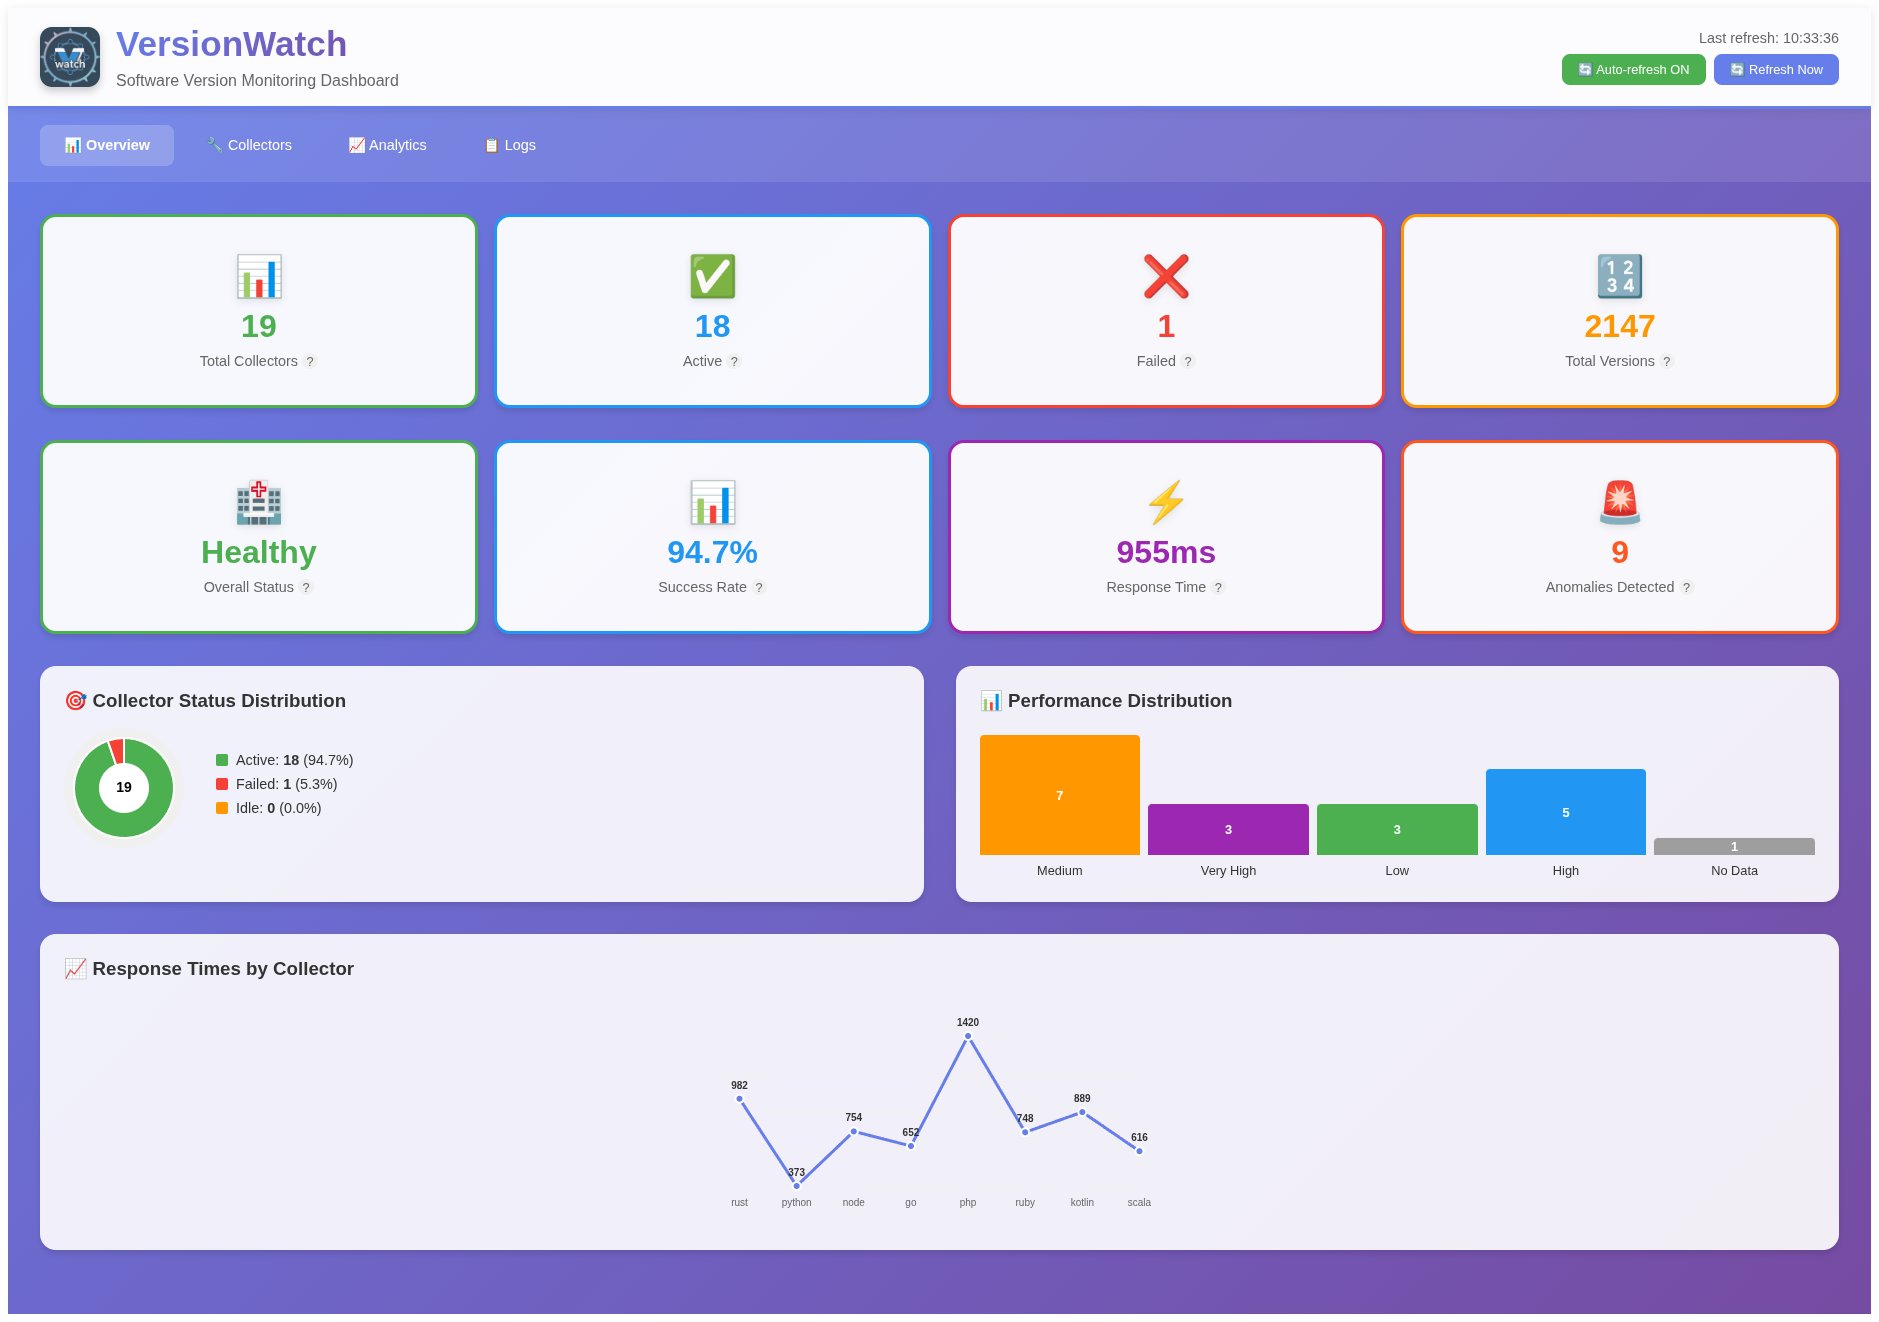 watch
VersionWatch
Software Version Monitoring Dashboard
Last refresh: 10:33:36
🔄 Auto-refresh ON
🔄 Refresh Now
📊 Overview
🔧 Collectors
📈 Analytics
📋 Logs
19
Total Collectors ?
18
Active ?
1
Failed ?
1 2
3 4
2147
Total Versions ?
Healthy
Overall Status ?
94.7%
Success Rate ?
955ms
Response Time ?
9
Anomalies Detected ?
🎯 Collector Status Distribution
19
Active: 18 (94.7%)
Failed: 1 (5.3%)
Idle: 0 (0.0%)
📊 Performance Distribution
7
3
3
5
1
Medium
Very High
Low
High
No Data
📈 Response Times by Collector
982
373
754
652
1420
748
889
616
rust
python
node
go
php
ruby
kotlin
scala